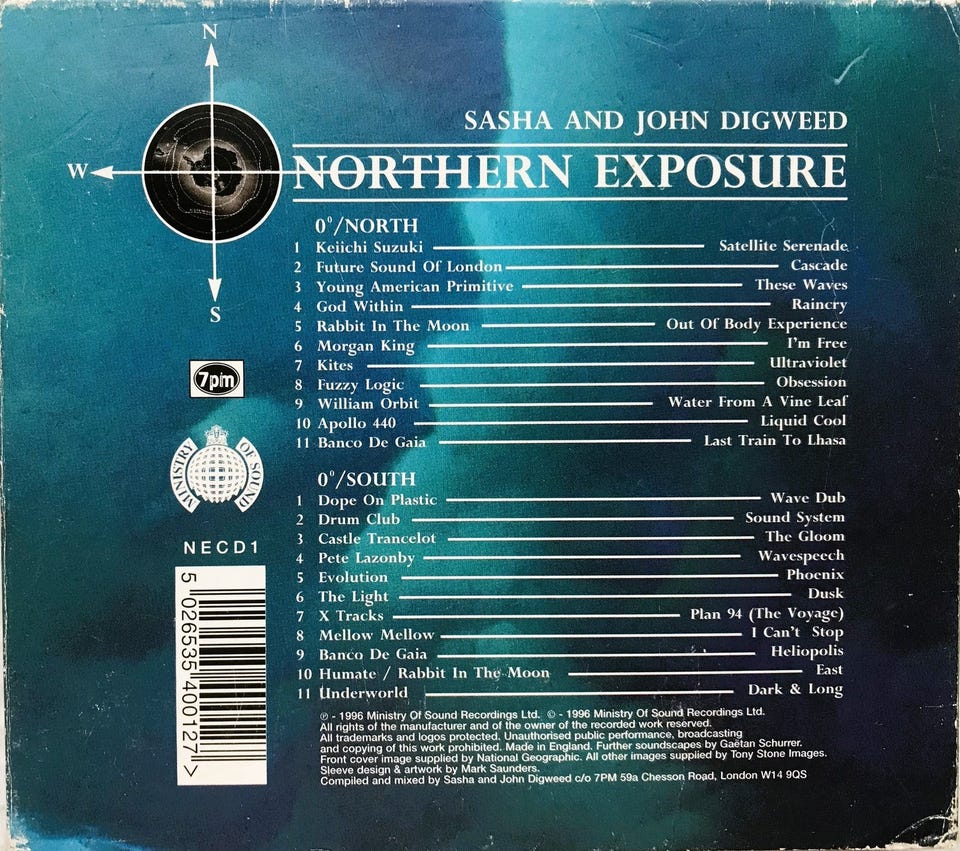 N
W
S
SASHA AND JOHN DIGWEED
NORTHERN EXPOSURE
0°/NORTH
1 Keiichi Suzuki Satellite Serenade
2 Future Sound Of London Cascade
3 Young American Primitive These Waves
4 God Within Raincry
5 Rabbit In The Moon Out Of Body Experience
6 Morgan King I'm Free
7 Kites Ultraviolet
8 Fuzzy Logic Obsession
9 William Orbit Water From A Vine Leaf
10 Apollo 440 Liquid Cool
11 Banco De Gaia Last Train To Lhasa
0°/SOUTH
1 Dope On Plastic Wave Dub
2 Drum Club Sound System
3 Castle Trancelot The Gloom
4 Pete Lazonby Wavespeech
5 Evolution Phoenix
6 The Light Dusk
7 X Tracks Plan 94 (The Voyage)
8 Mellow Mellow I Can't Stop
9 Banco De Gaia Heliopolis
10 Humate / Rabbit In The Moon East
11 Underworld Dark & Long
7pm
MINISTRY OF SOUND
NECD1
5 026535 400127 >
℗ - 1996 Ministry Of Sound Recordings Ltd. © - 1996 Ministry Of Sound Recordings Ltd.
All rights of the manufacturer and of the owner of the recorded work reserved.
All trademarks and logos protected. Unauthorised public performance, broadcasting
and copying of this work prohibited. Made in England. Further soundscapes by Gaëtan Schurrer.
Front cover image supplied by National Geographic. All other images supplied by Tony Stone Images.
Sleeve design & artwork by Mark Saunders.
Compiled and mixed by Sasha and John Digweed c/o 7PM 59a Chesson Road, London W14 9QS